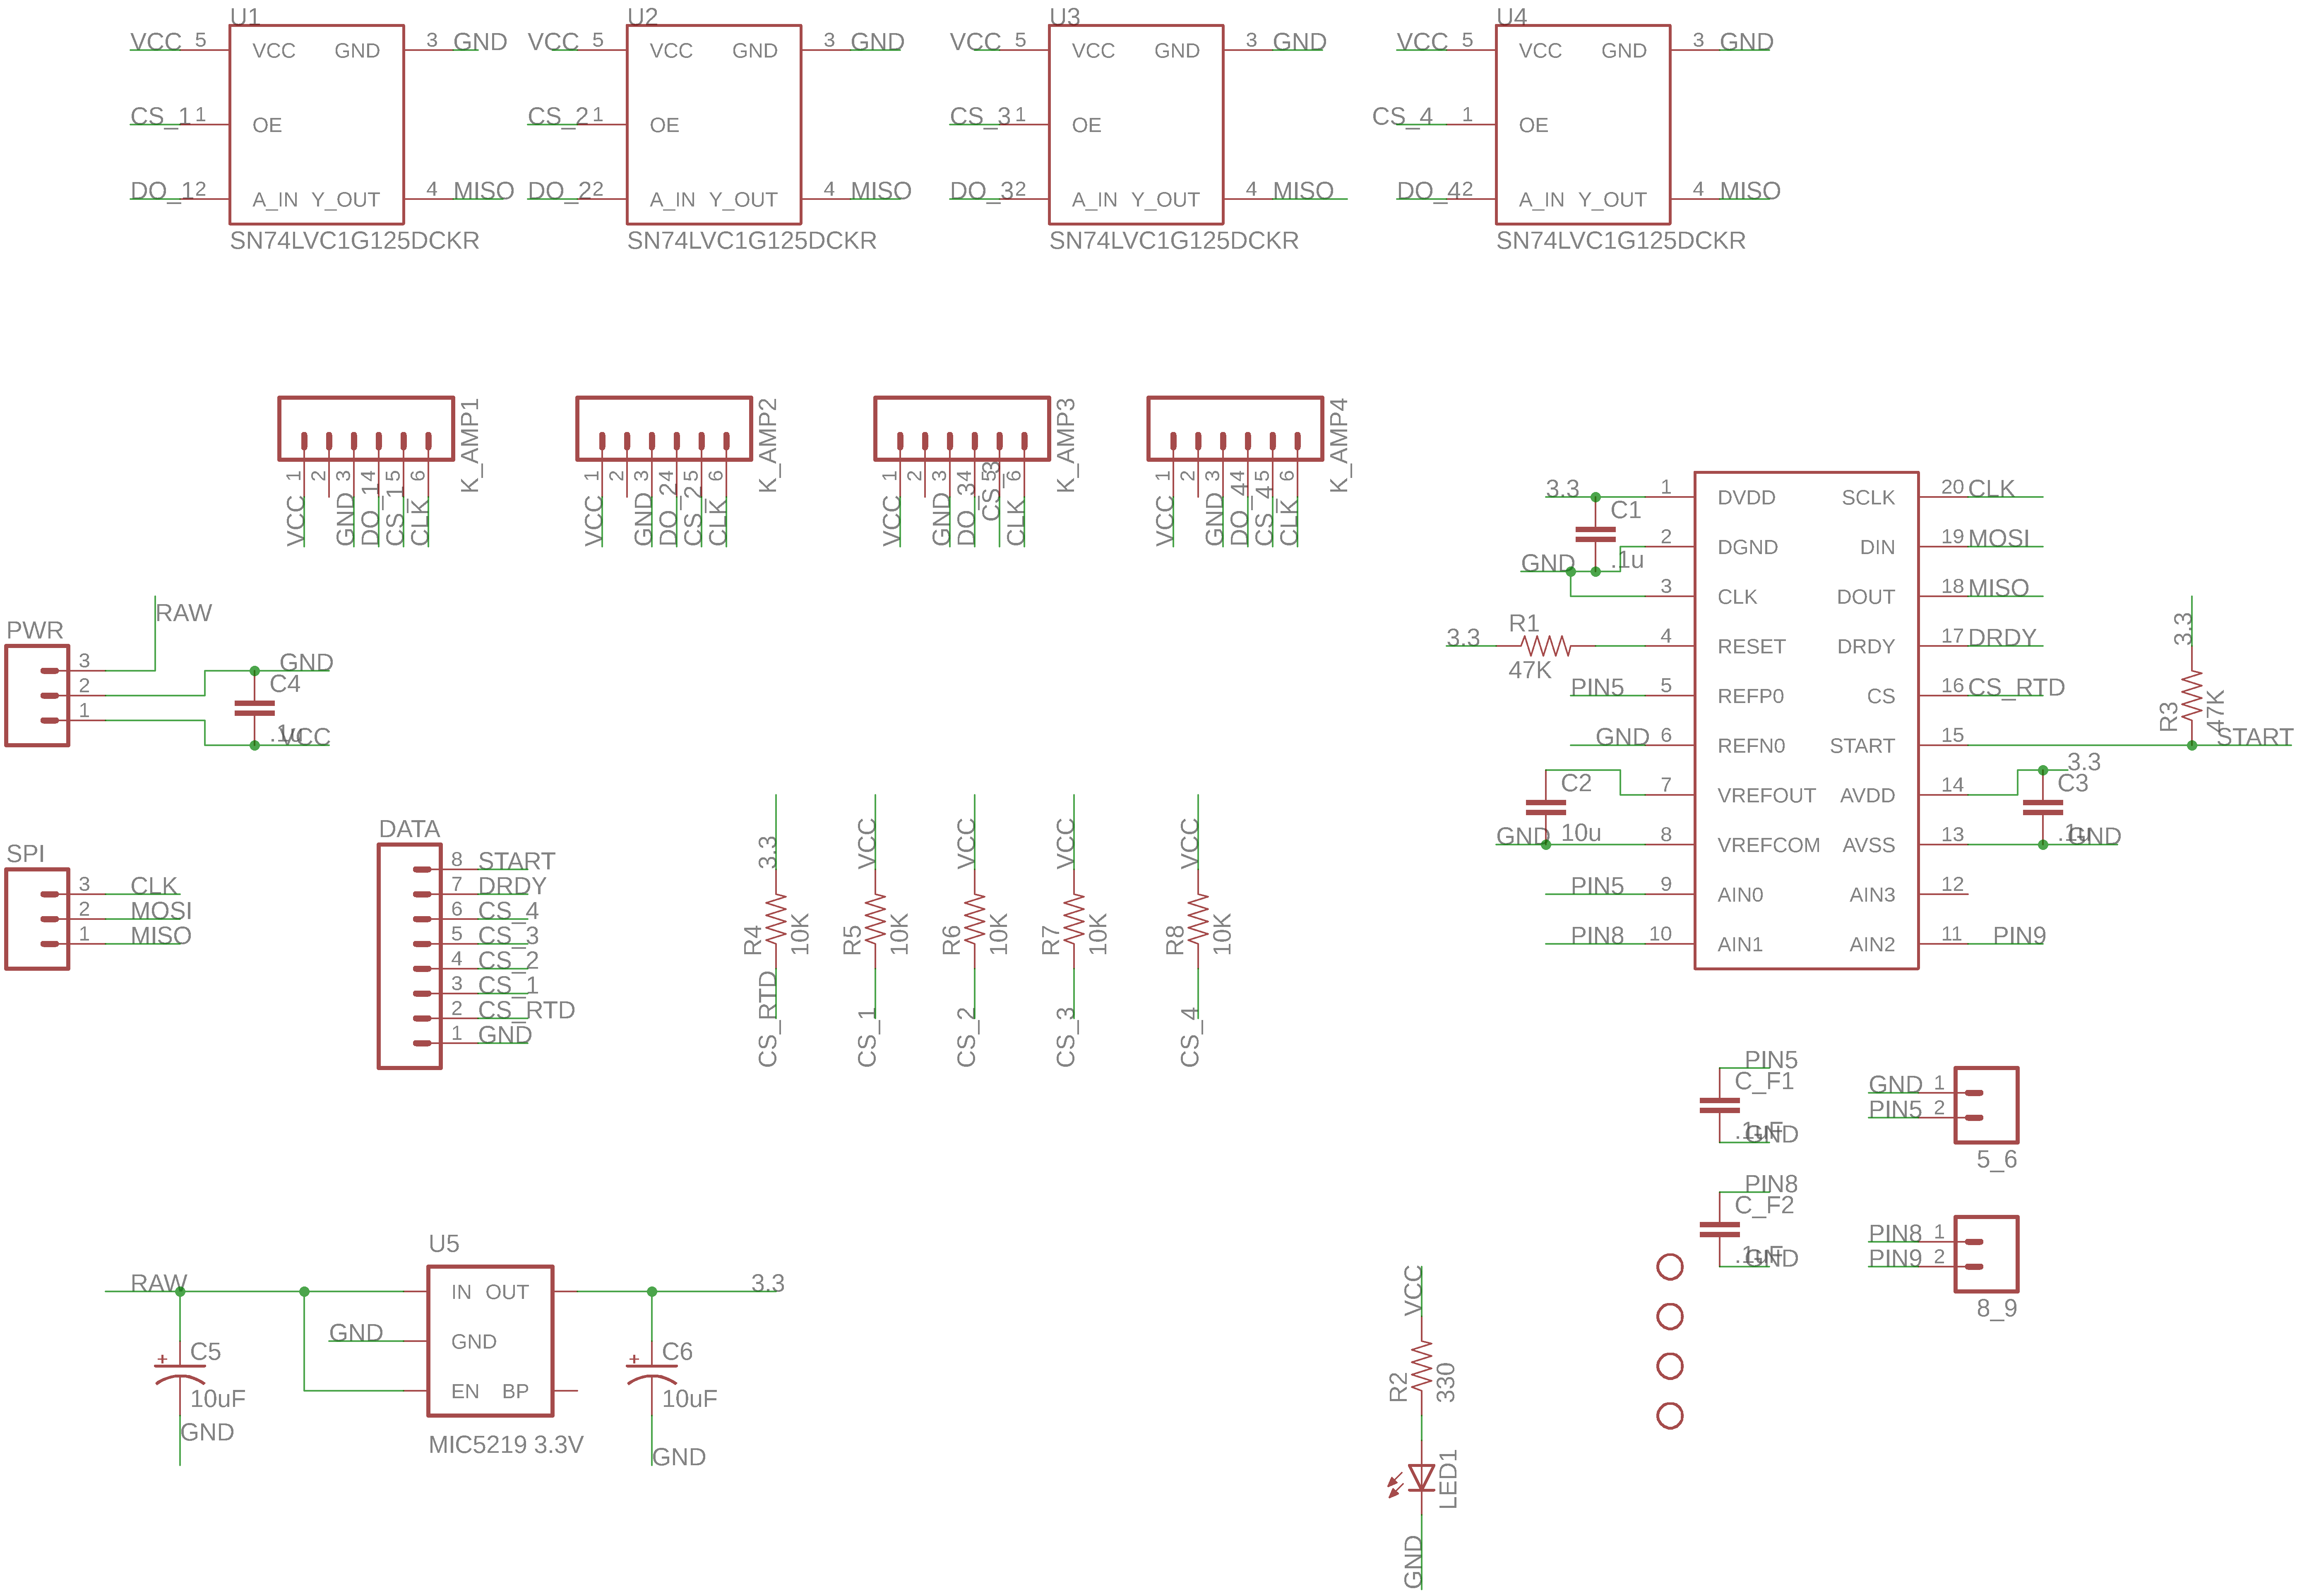 U1
VCC 5 VCC GND 3 GND
CS_1 1 OE
DO_1 2 A_IN Y_OUT 4 MISO
SN74LVC1G125DCKR
U2
VCC 5 VCC GND 3 GND
CS_2 1 OE
DO_2 2 A_IN Y_OUT 4 MISO
SN74LVC1G125DCKR
U3
VCC 5 VCC GND 3 GND
CS_3 1 OE
DO_3 2 A_IN Y_OUT 4 MISO
SN74LVC1G125DCKR
U4
VCC 5 VCC GND 3 GND
CS_4 1 OE
DO_4 2 A_IN Y_OUT 4 MISO
SN74LVC1G125DCKR
K_AMP1
1 2 3 4 5 6
VCC GND DO_1 CS_1 CLK
K_AMP2
1 2 3 4 5 6
VCC GND DO_2 CS_2 CLK
K_AMP3
1 2 3 4 5 6
VCC GND DO_3 CS_3 CLK
K_AMP4
1 2 3 4 5 6
VCC GND DO_4 CS_4 CLK
PWR
RAW
3
2
1
GND
C4
.1u
VCC
SPI
3 CLK
2 MOSI
1 MISO
DATA
8 START
7 DRDY
6 CS_4
5 CS_3
4 CS_2
3 CS_1
2 CS_RTD
1 GND
3.3
R4
10K
CS_RTD
VCC
R5
10K
CS_1
VCC
R6
10K
CS_2
VCC
R7
10K
CS_3
VCC
R8
10K
CS_4
3.3 1 DVDD SCLK 20 CLK
C1
.1u
GND
2 DGND DIN 19 MOSI
3 CLK DOUT 18 MISO
3.3 R1 47K 4 RESET DRDY 17 DRDY
PIN5 5 REFP0 CS 16 CS_RTD
GND 6 REFN0 START 15 START
3.3
R3
47K
C2
10u
7 VREFOUT AVDD 14 3.3
C3
.1u
GND 8 VREFCOM AVSS 13 GND
PIN5 9 AIN0 AIN3 12
PIN8 10 AIN1 AIN2 11 PIN9
PIN5
C_F1
.1uF
GND
PIN8
C_F2
.1uF
GND
GND 1
PIN5 2
5_6
PIN8 1
PIN9 2
8_9
U5
RAW IN OUT 3.3
GND GND
EN BP
MIC5219 3.3V
+ C5
10uF
GND
+ C6
10uF
GND
VCC
R2
330
LED1
GND